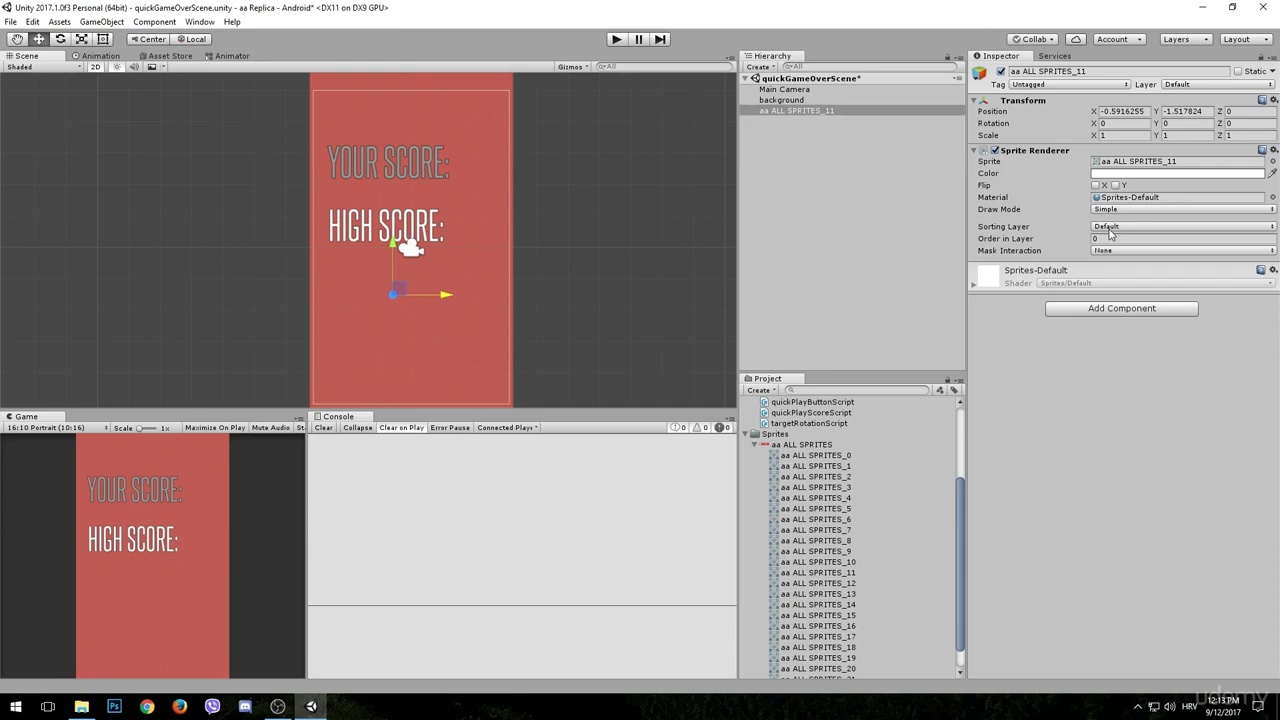 Unity 2017.1.0f3 Personal (64bit) - quickGameOverScene.unity - aa Replica - Android* <DX11 on DX9 GPU>
File Edit Assets GameObject Component Window Help
Center Local Collab Account Layers Layout
Scene Animation Asset Store Animator
Shaded 2D Gizmos All
YOUR SCORE:
HIGH SCORE:
Hierarchy
Create All
quickGameOverScene*
Main Camera
background
aa ALL SPRITES_11
Inspector Services
aa ALL SPRITES_11 Static
Tag Untagged Layer Default
Transform
Position X -0.5916255 Y -1.517824 Z 0
Rotation X 0 Y 0 Z 0
Scale X 1 Y 1 Z 1
Sprite Renderer
Sprite aa ALL SPRITES_11
Color
Flip X Y
Material Sprites-Default
Draw Mode Simple
Sorting Layer Default
Order in Layer 0
Mask Interaction None
Sprites-Default
Shader Sprites/Default
Add Component
Project
Create
quickPlayButtonScript
quickPlayScoreScript
targetRotationScript
Sprites
aa ALL SPRITES
aa ALL SPRITES_0
aa ALL SPRITES_1
aa ALL SPRITES_2
aa ALL SPRITES_3
aa ALL SPRITES_4
aa ALL SPRITES_5
aa ALL SPRITES_6
aa ALL SPRITES_7
aa ALL SPRITES_8
aa ALL SPRITES_9
aa ALL SPRITES_10
aa ALL SPRITES_11
aa ALL SPRITES_12
aa ALL SPRITES_13
aa ALL SPRITES_14
aa ALL SPRITES_15
aa ALL SPRITES_16
aa ALL SPRITES_17
aa ALL SPRITES_18
aa ALL SPRITES_19
aa ALL SPRITES_20
Game
16:10 Portrait (10:16) Scale 1x Maximize On Play Mute Audio St
YOUR SCORE:
HIGH SCORE:
Console
Clear Collapse Clear on Play Error Pause Connected Play 0 0 0
udemy
HRV
12:13 PM
9/12/2017